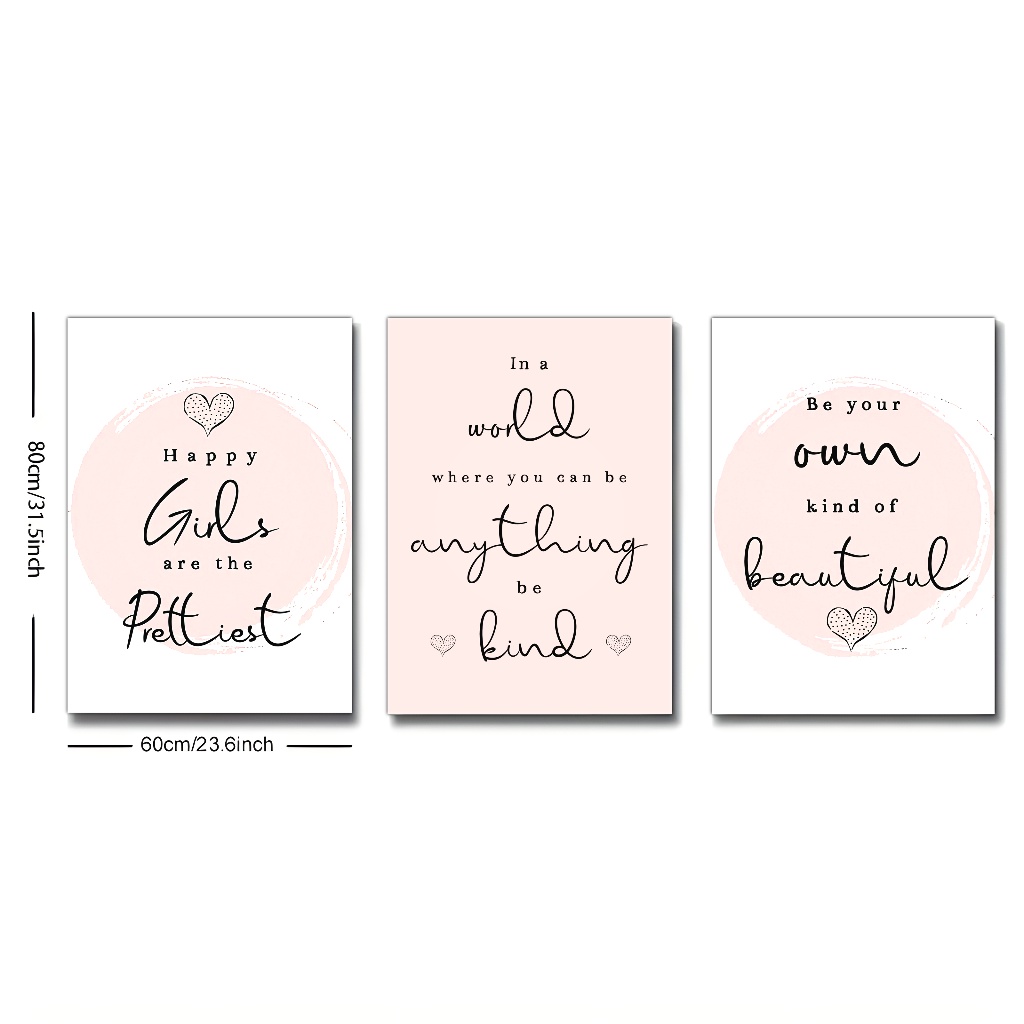 80cm/31.5inch
Happy
Girls
are the
Prettiest
60cm/23.6inch
In a
world
where you can be
anything
be
kind
Be your
own
kind of
beautiful